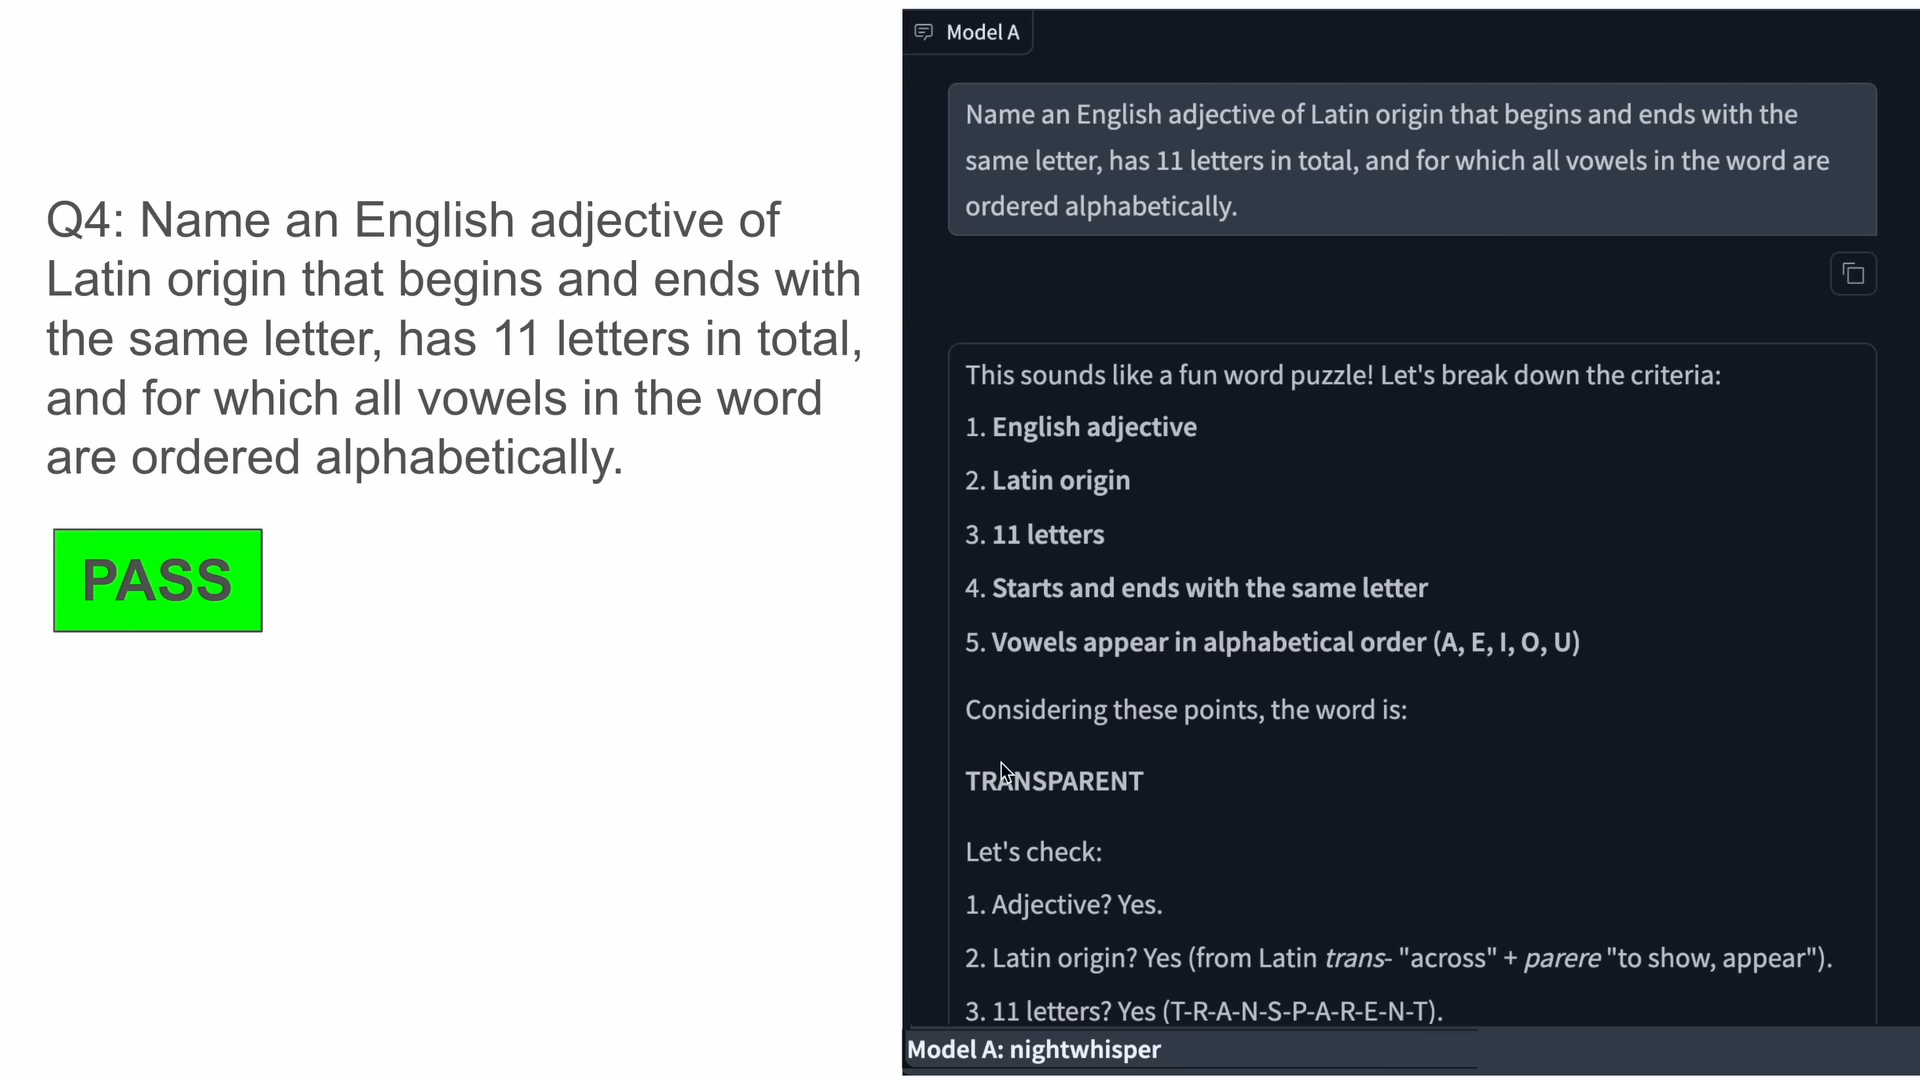 Q4: Name an English adjective of
Latin origin that begins and ends with
the same letter, has 11 letters in total,
and for which all vowels in the word
are ordered alphabetically.
PASS
Model A
Name an English adjective of Latin origin that begins and ends with the
same letter, has 11 letters in total, and for which all vowels in the word are
ordered alphabetically.
This sounds like a fun word puzzle! Let's break down the criteria:
1. English adjective
2. Latin origin
3. 11 letters
4. Starts and ends with the same letter
5. Vowels appear in alphabetical order (A, E, I, O, U)
Considering these points, the word is:
TRANSPARENT
Let's check:
1. Adjective? Yes.
2. Latin origin? Yes (from Latin trans- "across" + parere "to show, appear").
3. 11 letters? Yes (T-R-A-N-S-P-A-R-E-N-T).
Model A: nightwhisper